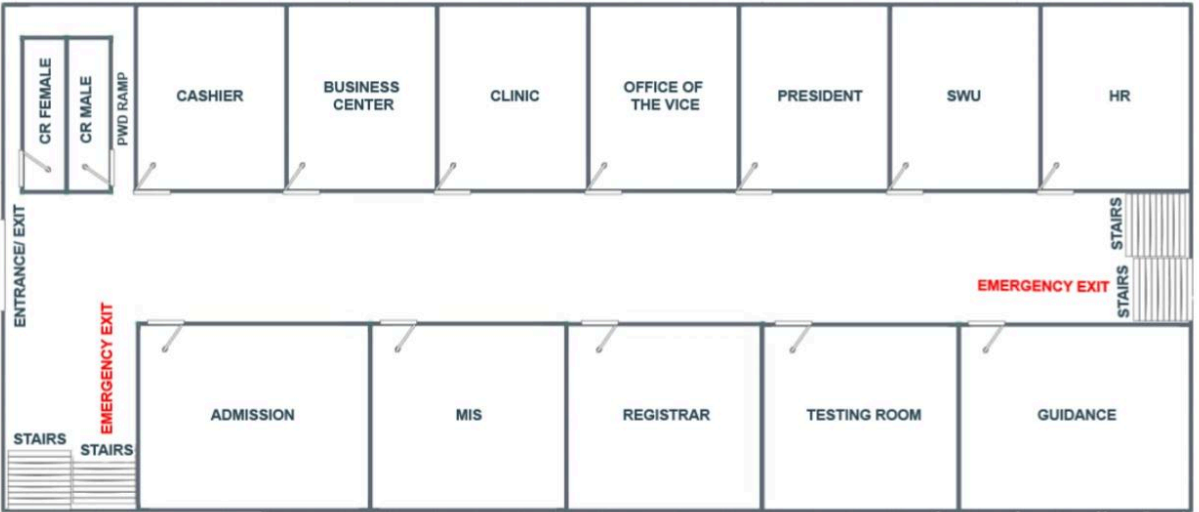 CR FEMALE
CR MALE
PWD RAMP
CASHIER
BUSINESS
CENTER
CLINIC
OFFICE OF
THE VICE
PRESIDENT
SWU
HR
ENTRANCE/ EXIT
STAIRS
EMERGENCY EXIT
STAIRS
EMERGENCY EXIT
ADMISSION
MIS
REGISTRAR
TESTING ROOM
GUIDANCE
STAIRS
STAIRS